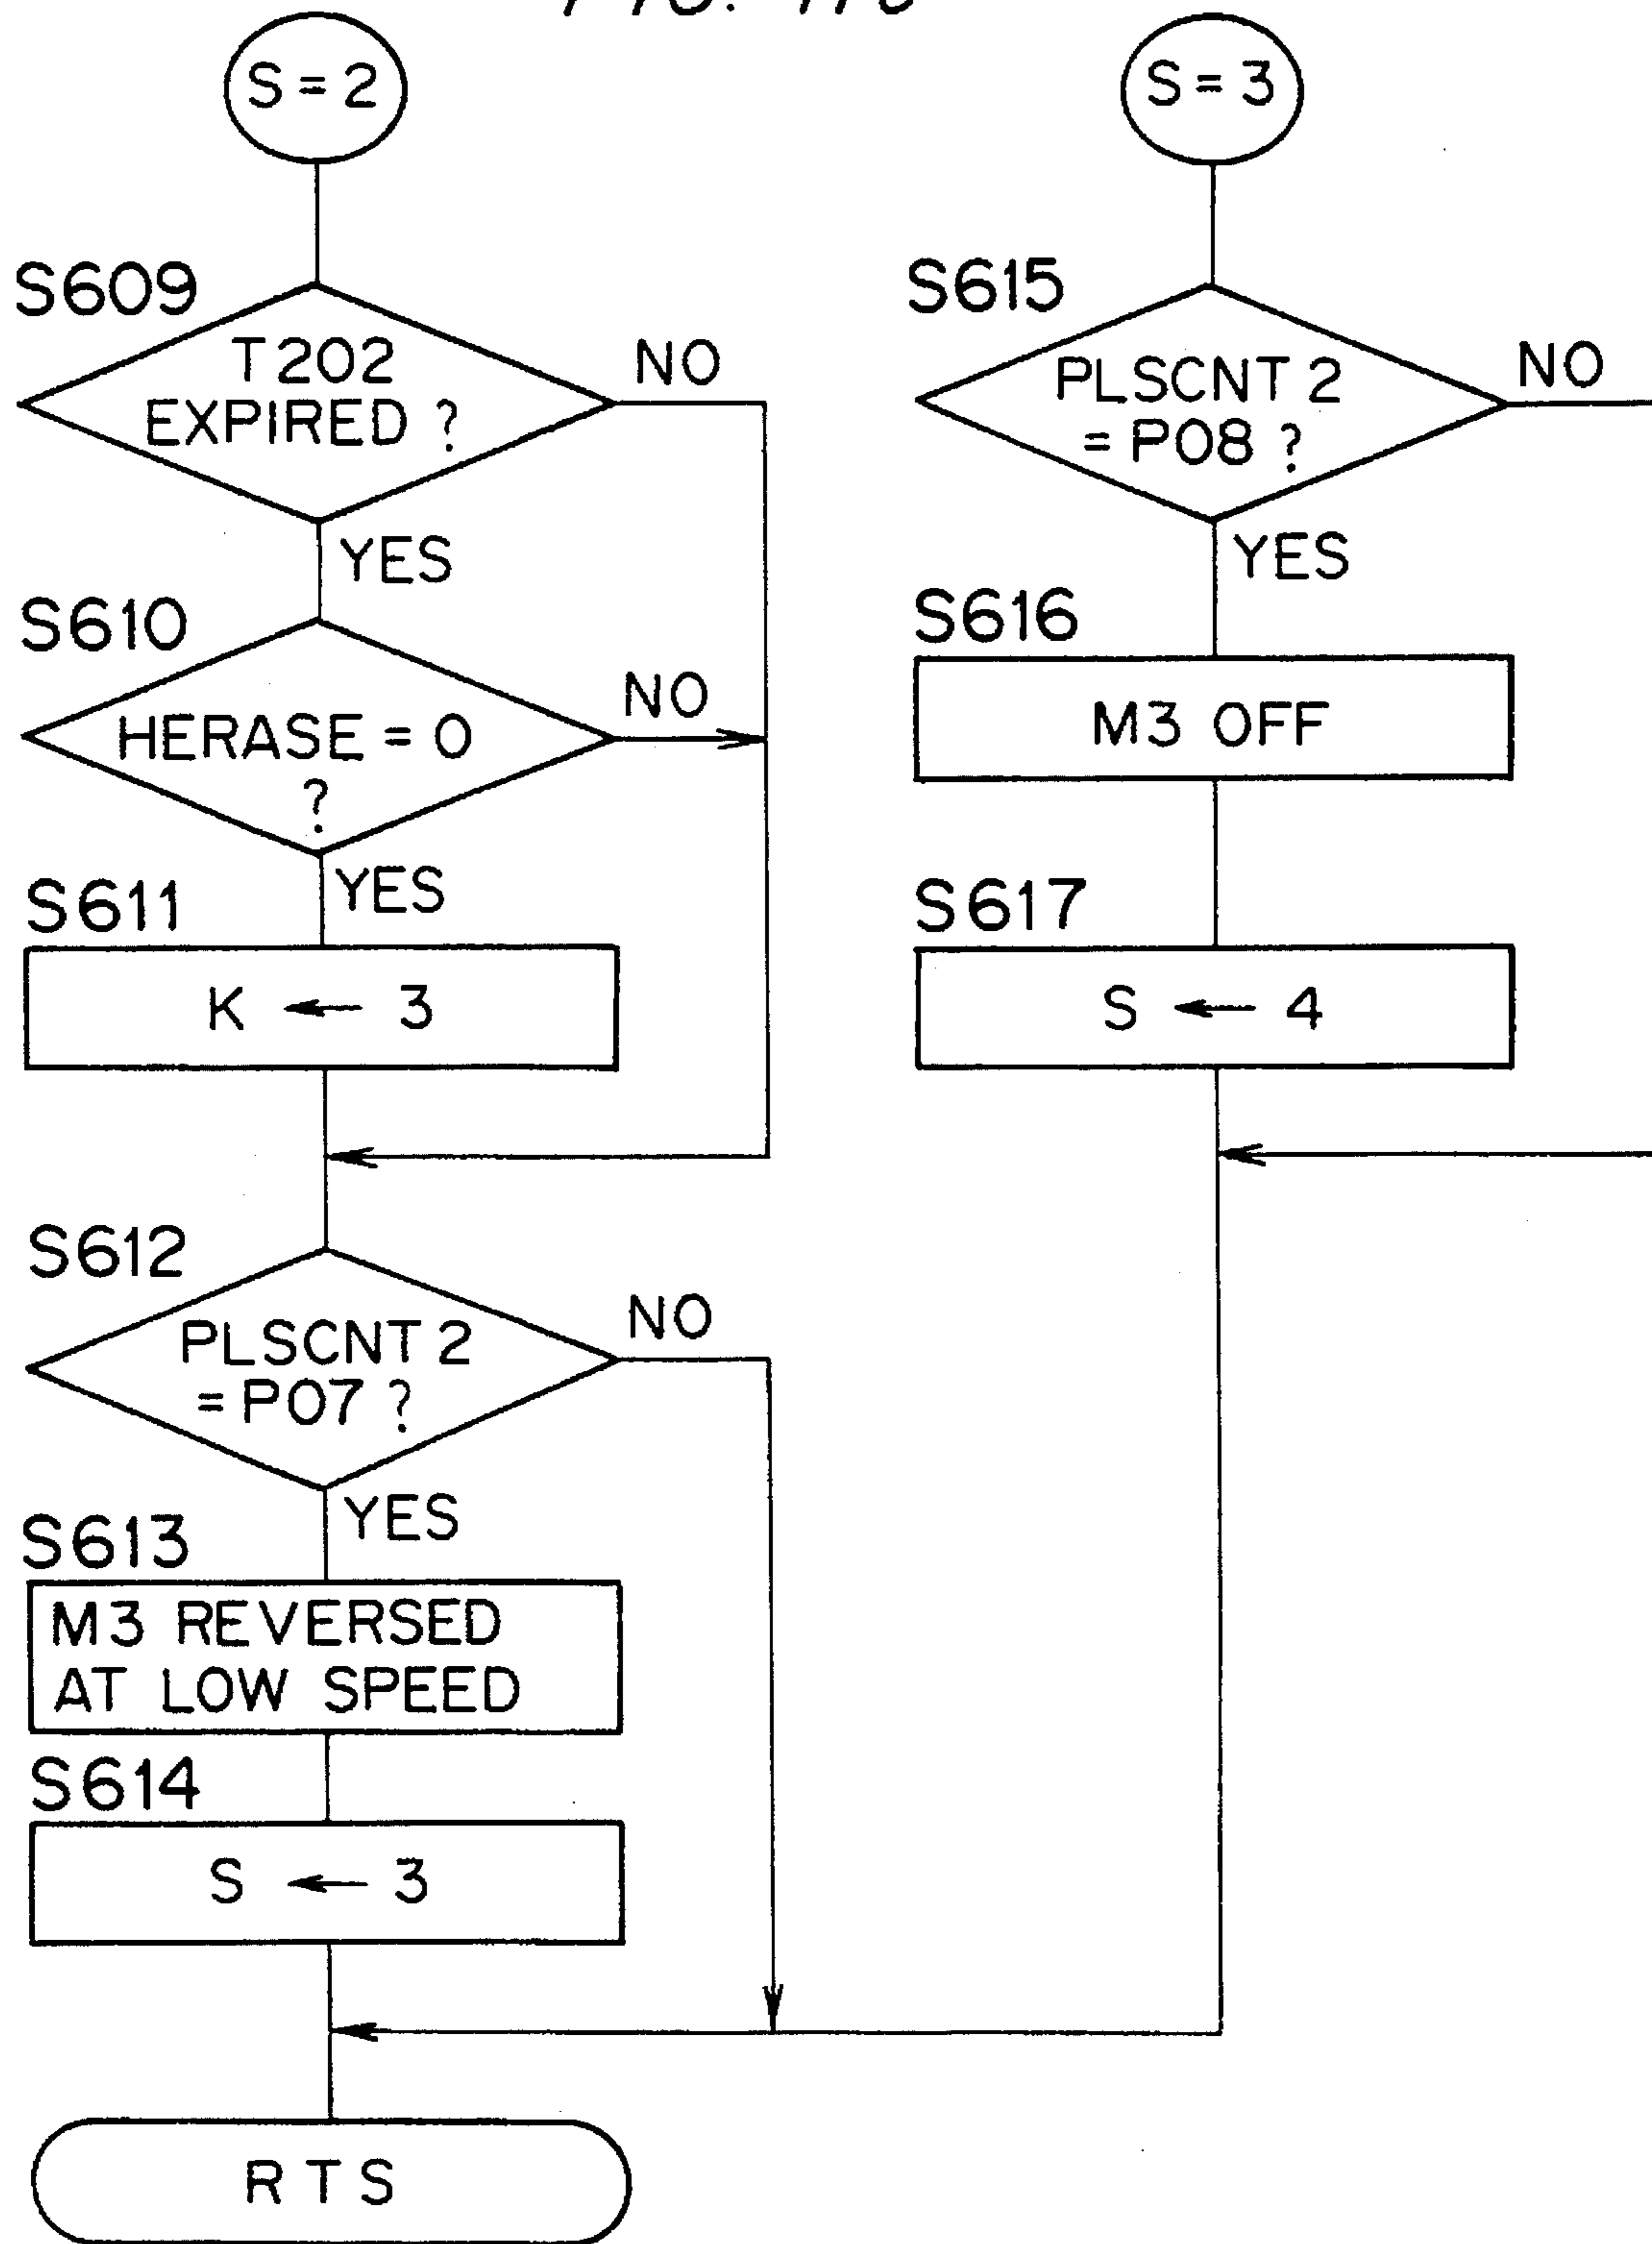 S = 2
S609
T202
EXPIRED ?
NO
YES
S610
HERASE = 0
?
NO
YES
S611
K ← 3
S612
PLSCNT 2
= P07 ?
NO
YES
S613
M3 REVERSED
AT LOW SPEED
S614
S ← 3
RTS
S = 3
S615
PLSCNT 2
= P08 ?
NO
YES
S616
M3 OFF
S617
S ← 4